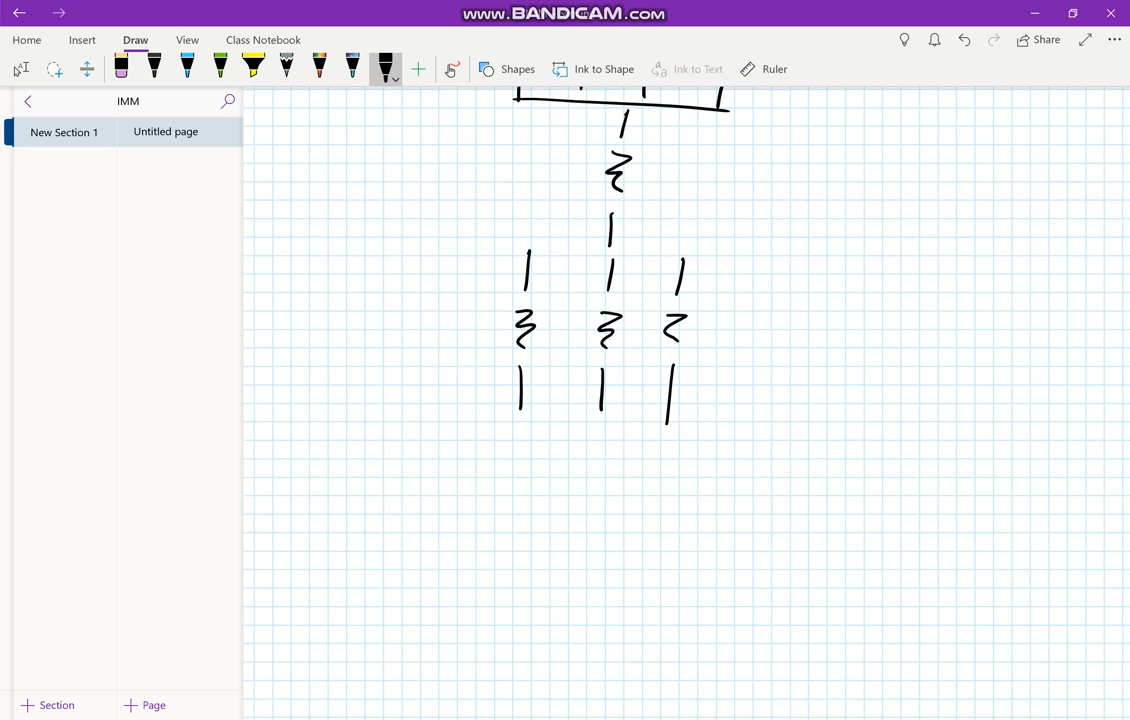 www.BANDICAM.com
Home Insert Draw View Class Notebook
Share
Shapes Ink to Shape Ink to Text Ruler
IMM
New Section 1 Untitled page
Section Page